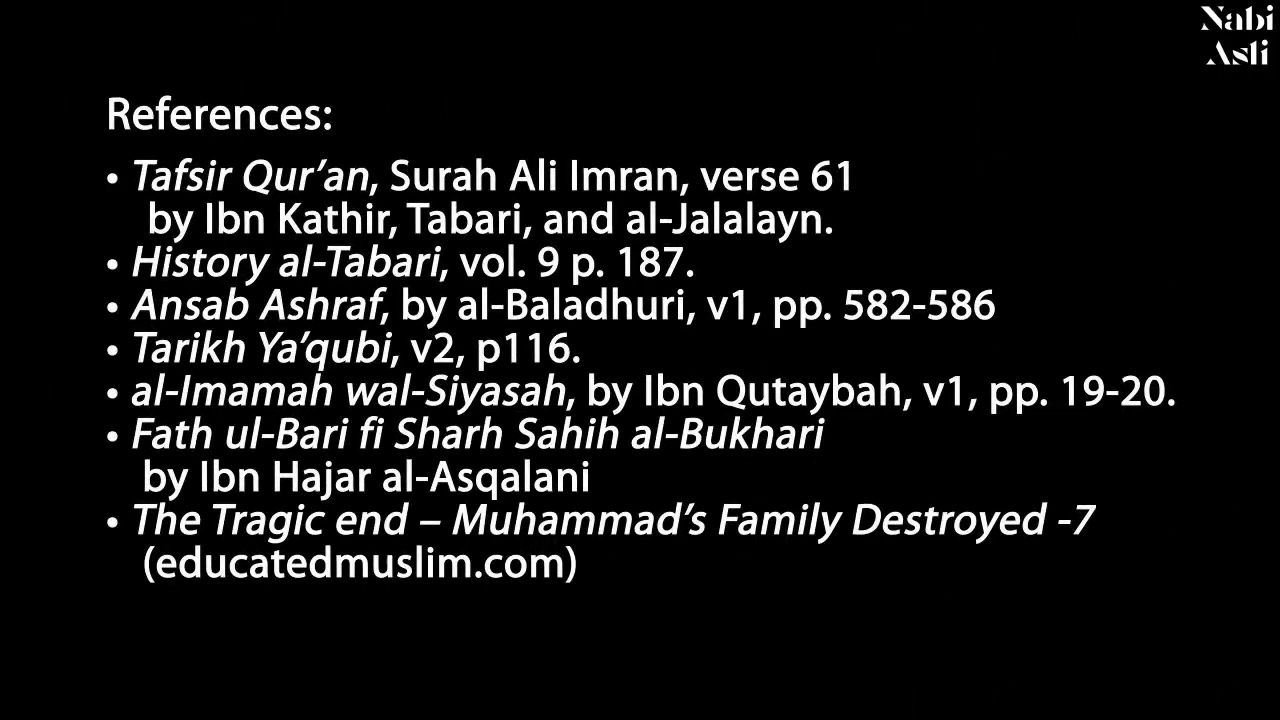 Nabi
Asli
References:
• Tafsir Qur’an, Surah Ali Imran, verse 61
by Ibn Kathir, Tabari, and al-Jalalayn.
• History al-Tabari, vol. 9 p. 187.
• Ansab Ashraf, by al-Baladhuri, v1, pp. 582-586
• Tarikh Ya’qubi, v2, p116.
• al-Imamah wal-Siyasah, by Ibn Qutaybah, v1, pp. 19-20.
• Fath ul-Bari fi Sharh Sahih al-Bukhari
by Ibn Hajar al-Asqalani
• The Tragic end – Muhammad’s Family Destroyed -7
(educatedmuslim.com)